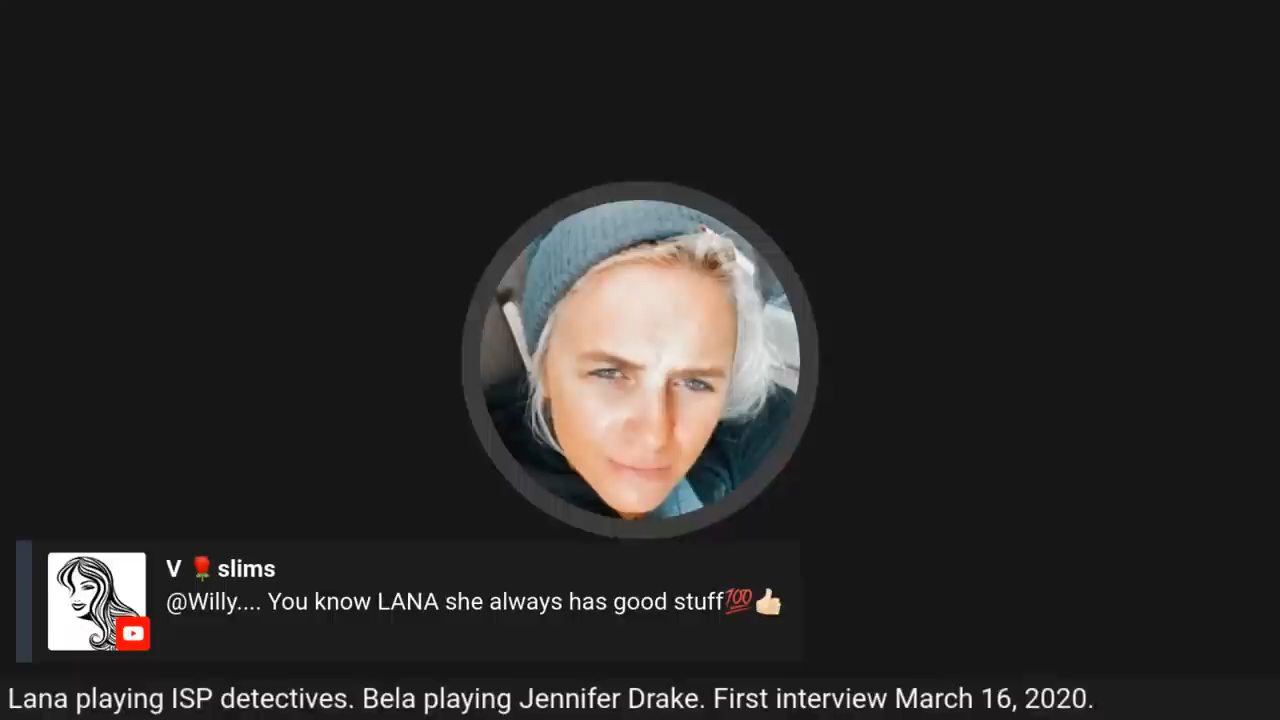 V 🌹slims
@Willy.... You know LANA she always has good stuff💯👍🏻
Lana playing ISP detectives. Bela playing Jennifer Drake. First interview March 16, 2020.